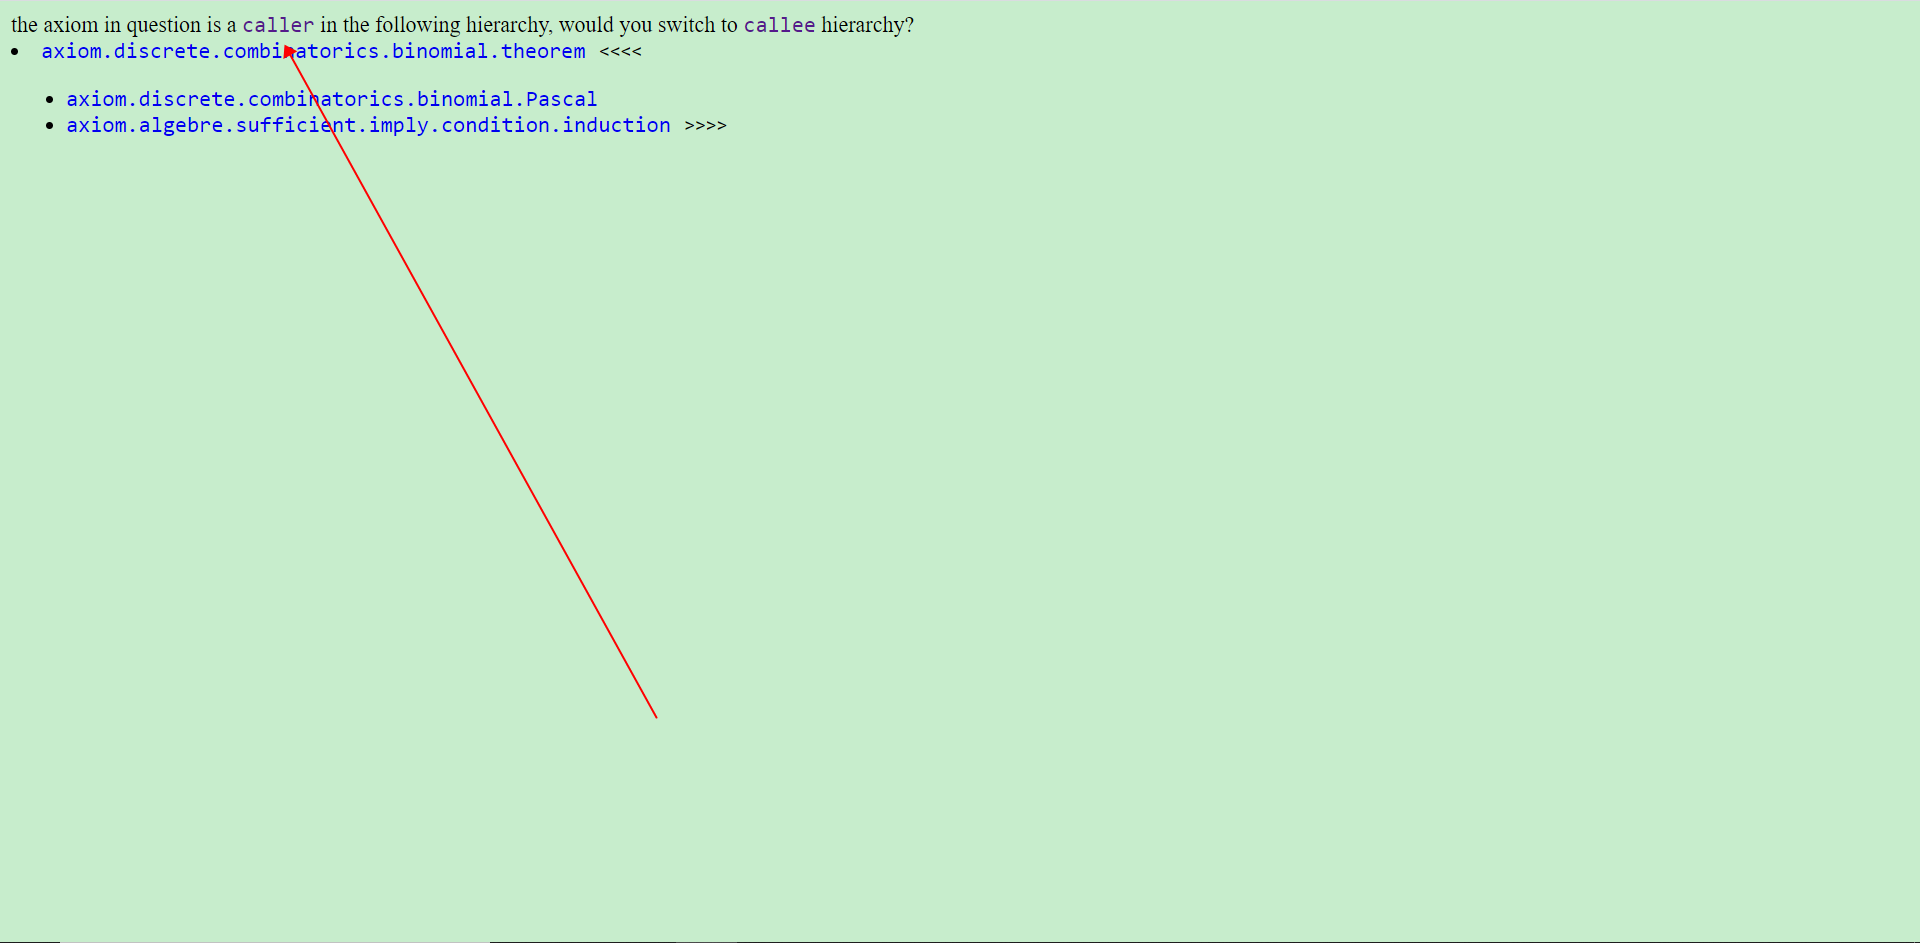 the axiom in question is a caller in the following hierarchy, would you switch to callee hierarchy?
axiom.discrete.combinatorics.binomial.theorem <<<<
axiom.discrete.combinatorics.binomial.Pascal
axiom.algebre.sufficient.imply.condition.induction >>>>